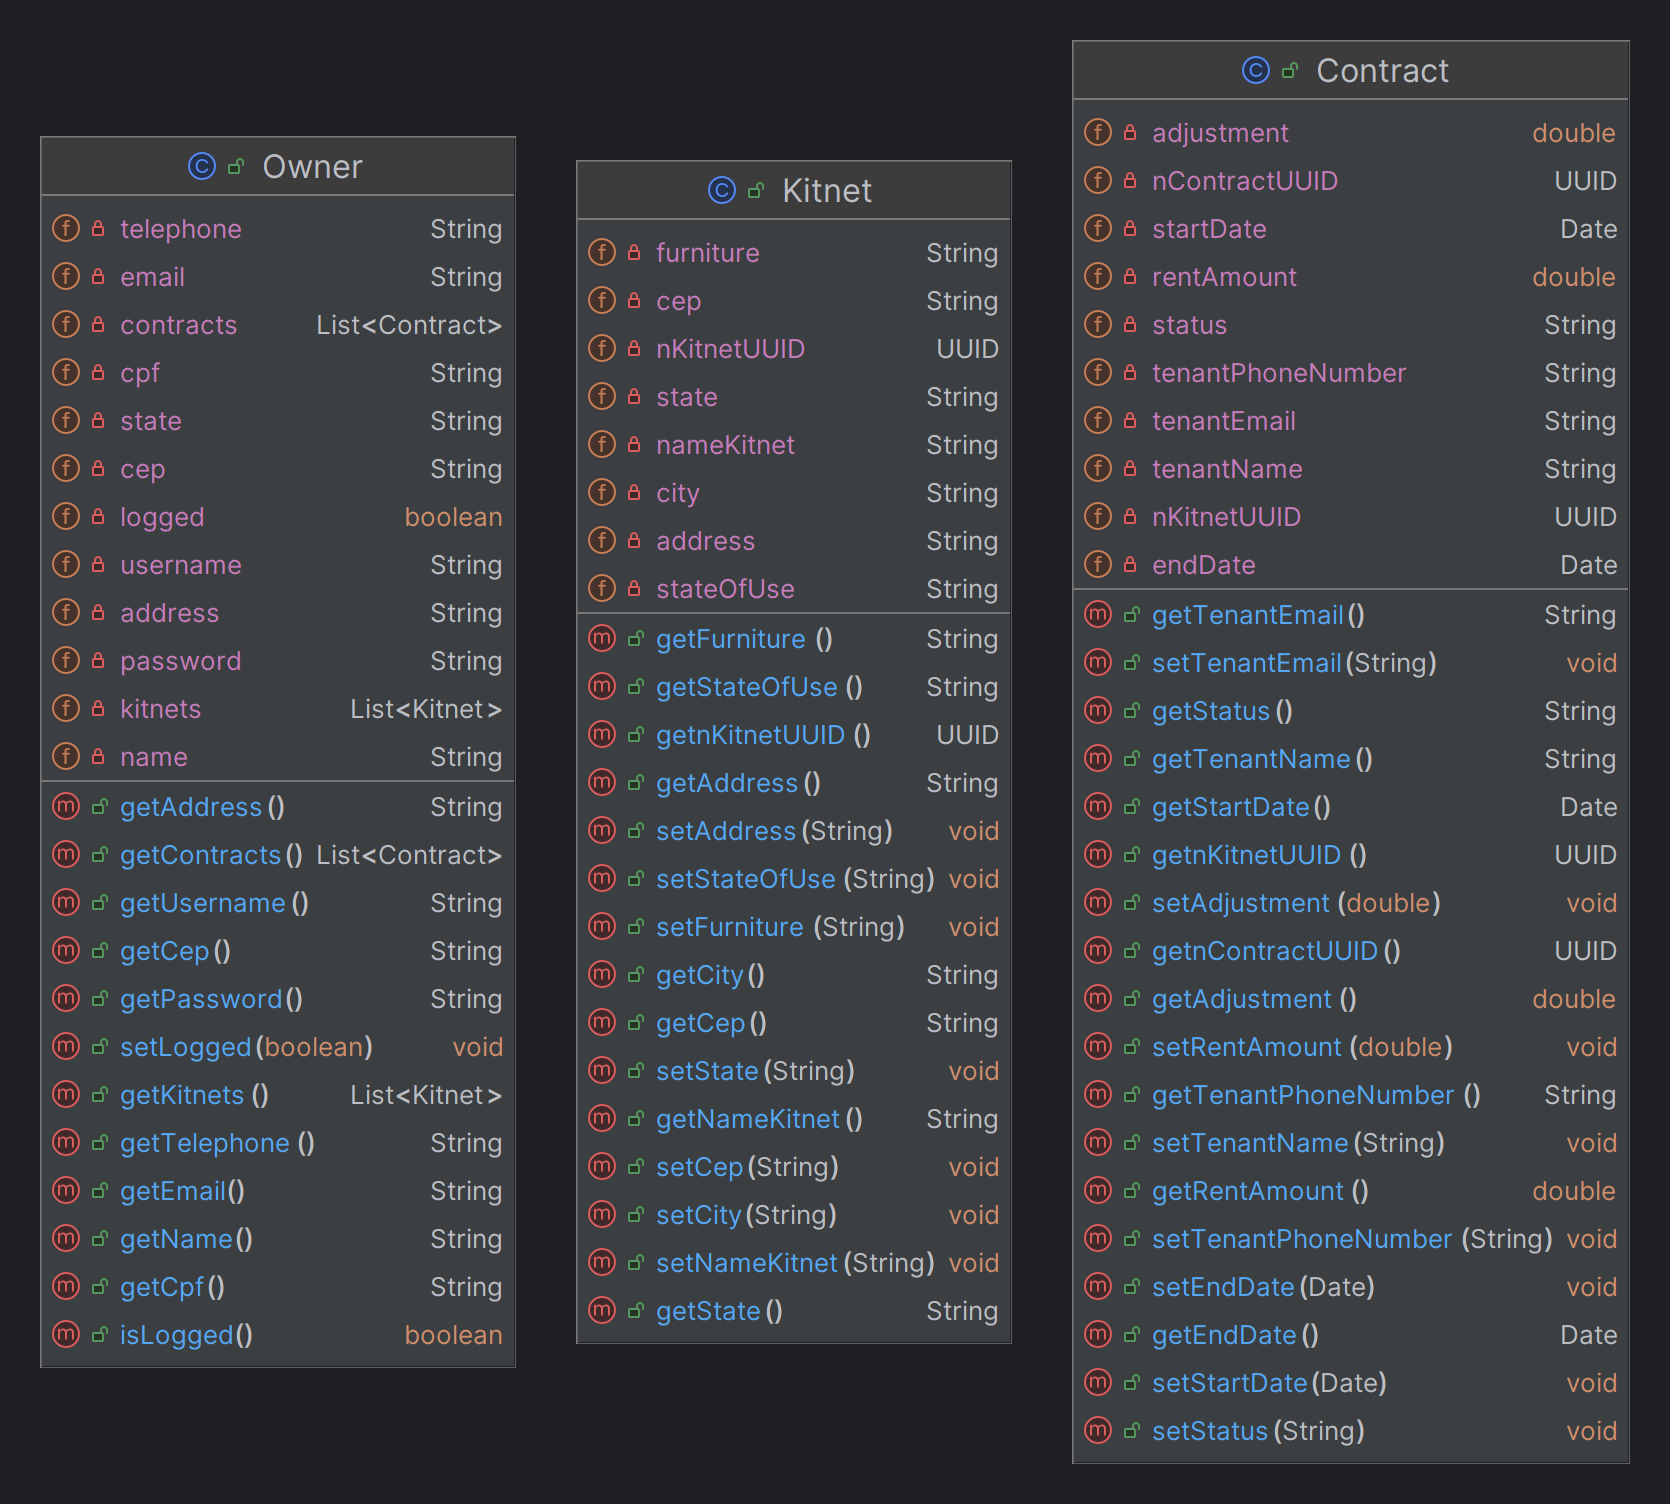 Owner
telephone String
email String
contracts List<Contract>
cpf String
state String
cep String
logged boolean
username String
address String
password String
kitnets List<Kitnet>
name String
getAddress() String
getContracts() List<Contract>
getUsername() String
getCep() String
getPassword() String
setLogged(boolean) void
getKitnets() List<Kitnet>
getTelephone() String
getEmail() String
getName() String
getCpf() String
isLogged() boolean
Kitnet
furniture String
cep String
nKitnetUUID UUID
state String
nameKitnet String
city String
address String
stateOfUse String
getFurniture() String
getStateOfUse() String
getnKitnetUUID() UUID
getAddress() String
setAddress(String) void
setStateOfUse(String) void
setFurniture(String) void
getCity() String
getCep() String
setState(String) void
getNameKitnet() String
setCep(String) void
setCity(String) void
setNameKitnet(String) void
getState() String
Contract
adjustment double
nContractUUID UUID
startDate Date
rentAmount double
status String
tenantPhoneNumber String
tenantEmail String
tenantName String
nKitnetUUID UUID
endDate Date
getTenantEmail() String
setTenantEmail(String) void
getStatus() String
getTenantName() String
getStartDate() Date
getnKitnetUUID() UUID
setAdjustment(double) void
getnContractUUID() UUID
getAdjustment() double
setRentAmount(double) void
getTenantPhoneNumber() String
setTenantName(String) void
getRentAmount() double
setTenantPhoneNumber(String) void
setEndDate(Date) void
getEndDate() Date
setStartDate(Date) void
setStatus(String) void